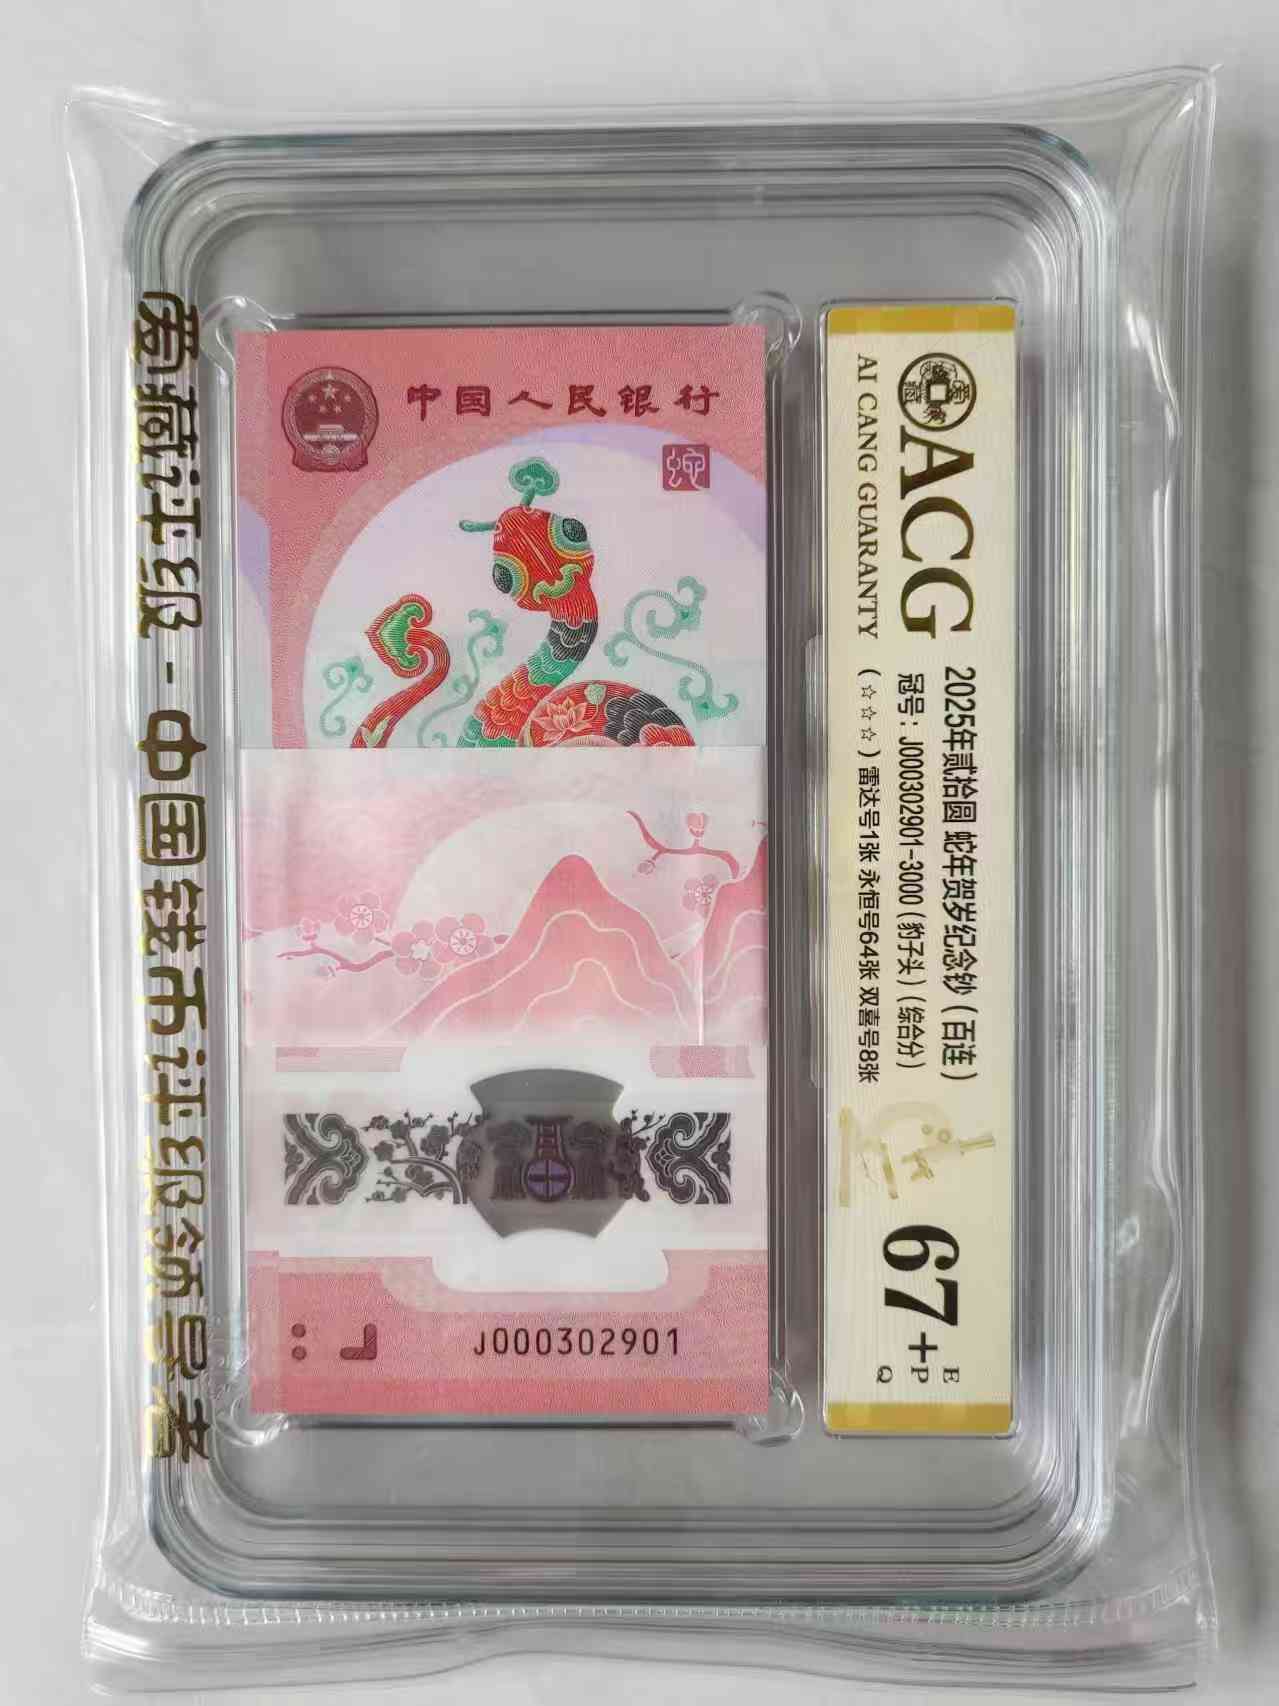 爱藏评级 - 中国钱币评级领导者
中国人民银行
蛇
J000302901
ACG
AI CANG GUARANTY
2025年贰拾圆 蛇年贺岁纪念钞(百连)
冠号:J000302901-3000(豹子头)(综合分)
(☆☆☆)雷达号1张 永恒号64张 双喜号8张
67+
E
P
Q